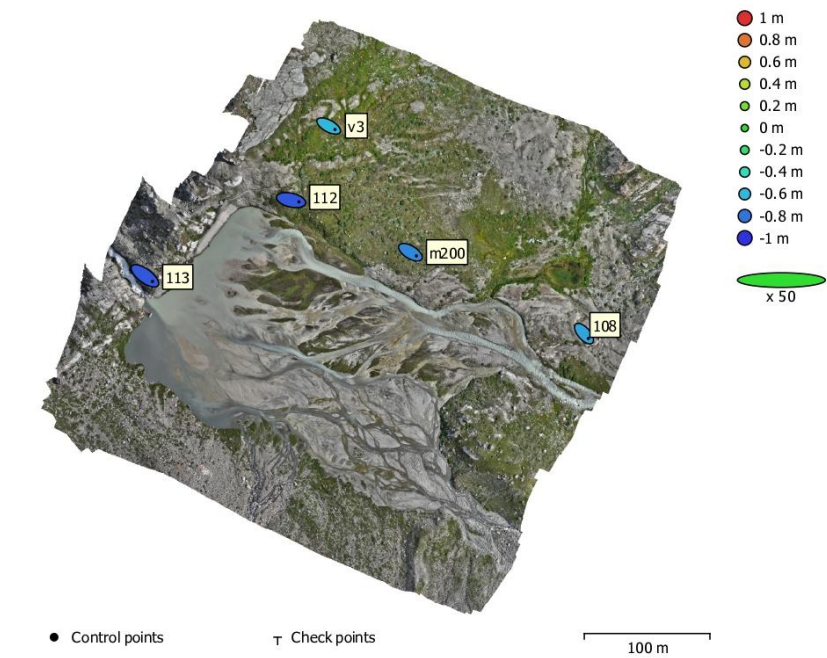 1 m
0.8 m
0.6 m
0.4 m
0.2 m
0 m
-0.2 m
-0.4 m
-0.6 m
-0.8 m
-1 m
x 50
v3
112
m200
113
108
Control points
Check points
100 m